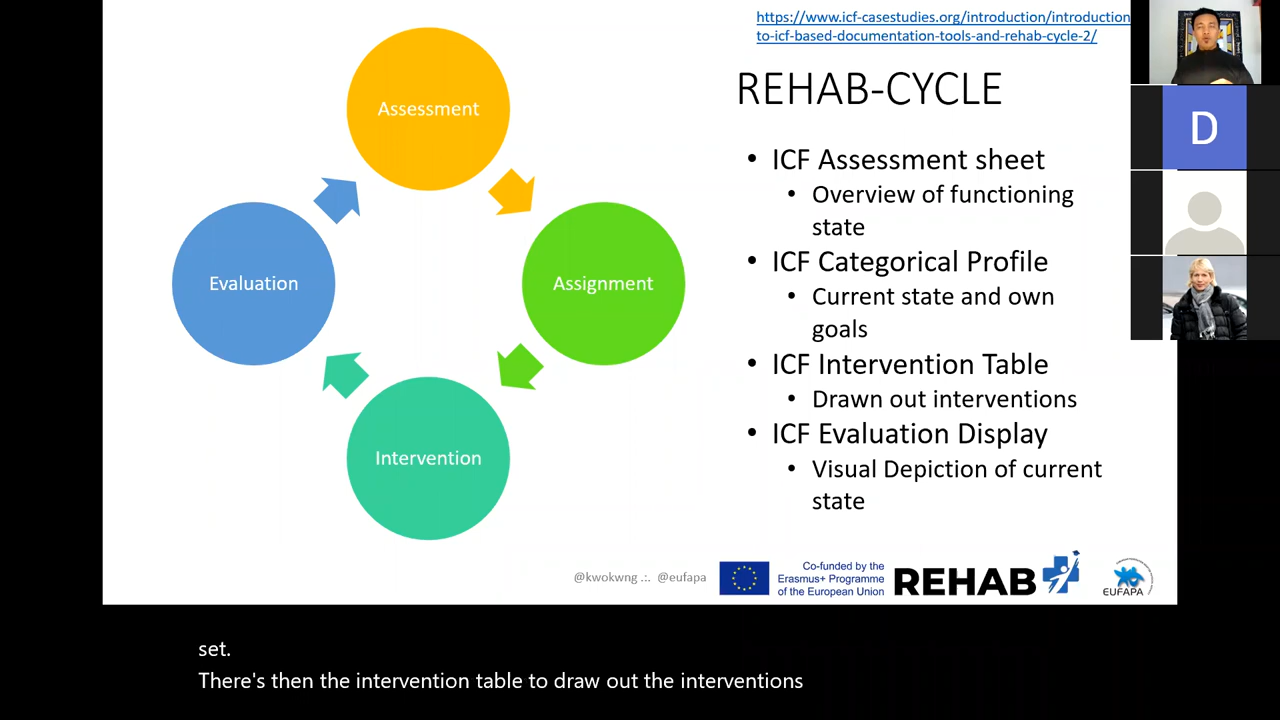 https://www.icf-casestudies.org/introduction/introduction
to-icf-based-documentation-tools-and-rehab-cycle-2/
REHAB-CYCLE
Assessment
Assignment
Intervention
Evaluation
• ICF Assessment sheet
• Overview of functioning
state
• ICF Categorical Profile
• Current state and own
goals
• ICF Intervention Table
• Drawn out interventions
• ICF Evaluation Display
• Visual Depiction of current
state
@kwokwng .:. @eufapa
Co-funded by the
Erasmus+ Programme
of the European Union
REHAB
EUFAPA
D
set.
There's then the intervention table to draw out the interventions